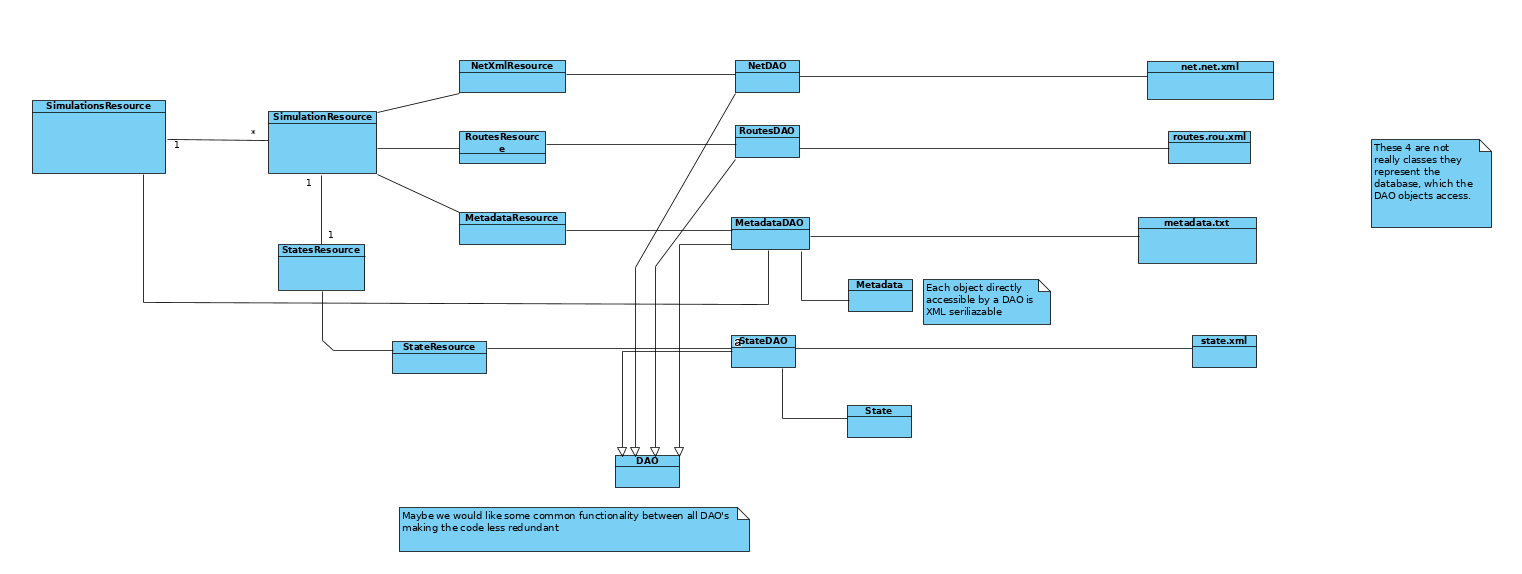 NetXmlResource
NetDAO
net.net.xml
SimulationsResource
SimulationResource
RoutesResourc
e
RoutesDAO
routes.rou.xml
*
1
These 4 are not
really classes they
represent the
database, which the
DAO objects access.
1
MetadataResource
MetadataDAO
metadata.txt
1
StatesResource
Metadata
Each object directly
accessible by a DAO is
XML seriliazable
StateResource
a
StateDAO
state.xml
State
DAO
Maybe we would like some common functionality between all DAO's
making the code less redundant